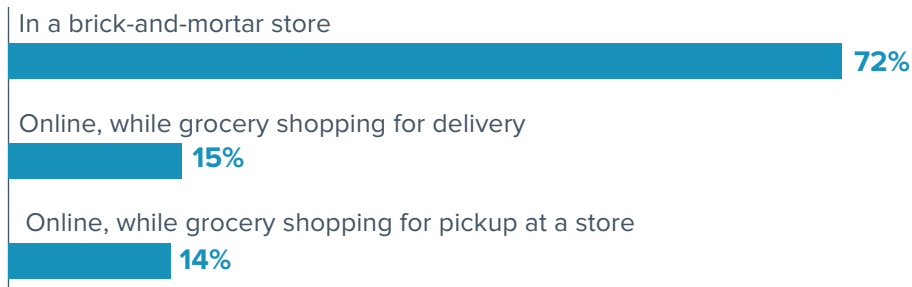 In a brick-and-mortar store
72%
Online, while grocery shopping for delivery
15%
Online, while grocery shopping for pickup at a store
14%